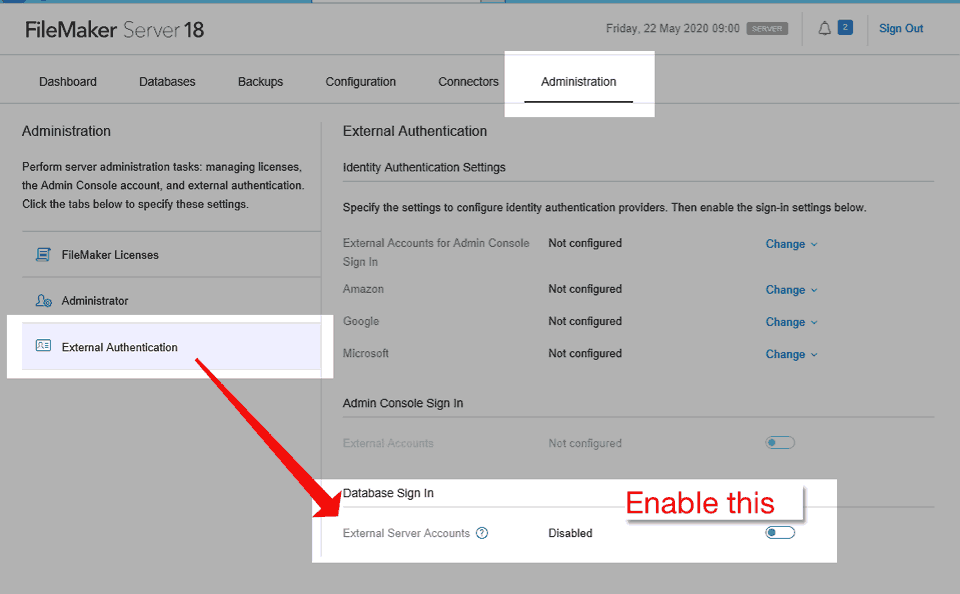 FileMaker Server 18
Friday, 22 May 2020 09:00 SERVER 2 Sign Out
Dashboard Databases Backups Configuration Connectors Administration
Administration
Perform server administration tasks: managing licenses,
the Admin Console account, and external authentication.
Click the tabs below to specify these settings.
FileMaker Licenses
Administrator
External Authentication
External Authentication
Identity Authentication Settings
Specify the settings to configure identity authentication providers. Then enable the sign-in settings below.
External Accounts for Admin Console Not configured Change
Sign In
Amazon Not configured Change
Google Not configured Change
Microsoft Not configured Change
Admin Console Sign In
External Accounts Not configured
Database Sign In
Enable this
External Server Accounts ? Disabled